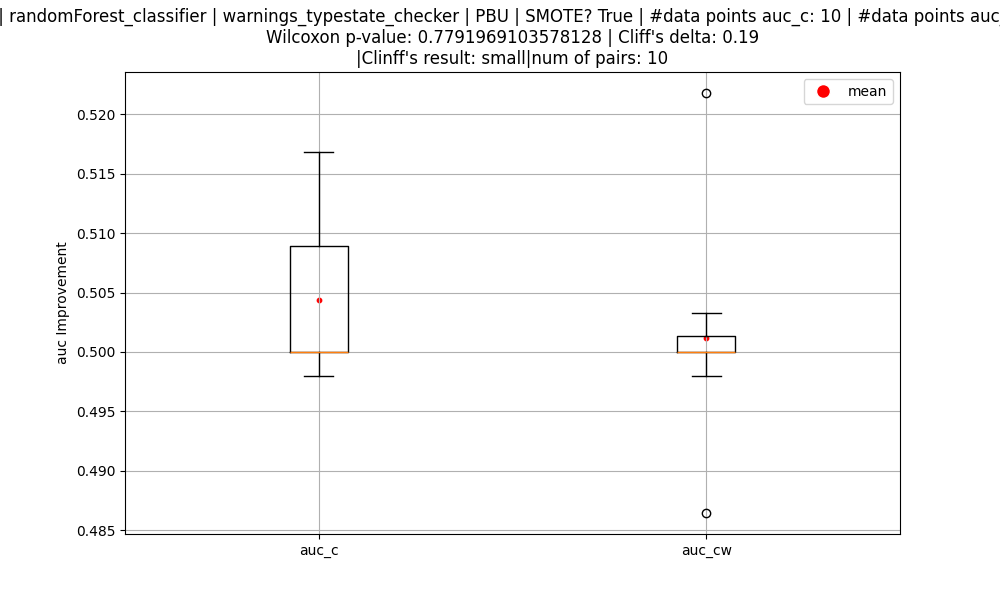 | randomForest_classifier | warnings_typestate_checker | PBU | SMOTE? True | #data points auc_c: 10 | #data points auc_
Wilcoxon p-value: 0.7791969103578128 | Cliff's delta: 0.19
|Clinff's result: small|num of pairs: 10
mean
0.520
0.515
0.510
0.505
0.500
0.495
0.490
0.485
auc Improvement
auc_c
auc_cw